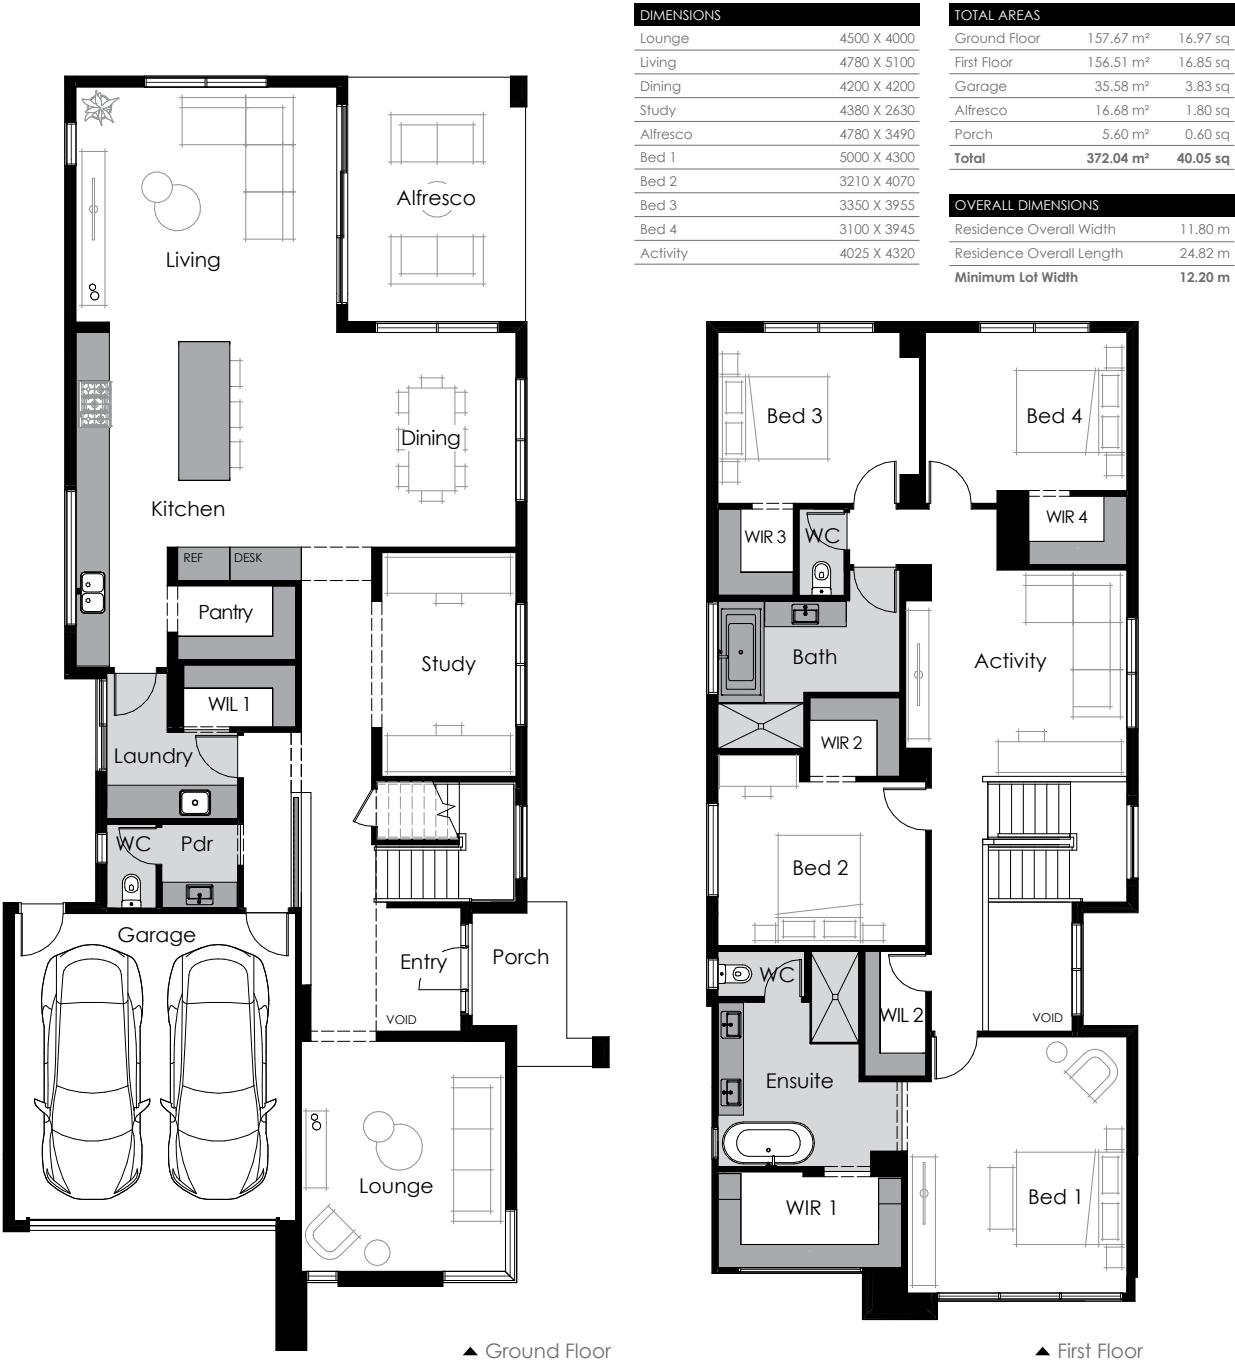 DIMENSIONS
Lounge 4500 X 4000
Living 4780 X 5100
Dining 4200 X 4200
Study 4380 X 2630
Alfresco 4780 X 3490
Bed 1 5000 X 4300
Bed 2 3210 X 4070
Bed 3 3350 X 3955
Bed 4 3100 X 3945
Activity 4025 X 4320
TOTAL AREAS
Ground Floor 157.67 m² 16.97 sq
First Floor 156.51 m² 16.85 sq
Garage 35.58 m² 3.83 sq
Alfresco 16.68 m² 1.80 sq
Porch 5.60 m² 0.60 sq
Total 372.04 m² 40.05 sq
OVERALL DIMENSIONS
Residence Overall Width 11.80 m
Residence Overall Length 24.82 m
Minimum Lot Width 12.20 m
Alfresco
Living
Dining
Kitchen
REF
DESK
Pantry
Study
WIL 1
Laundry
WC
Pdr
Garage
Entry
Porch
VOID
Lounge
▲ Ground Floor
Bed 3
Bed 4
WIR 3
WC
WIR 4
Bath
Activity
WIR 2
Bed 2
WC
WIL 2
VOID
Ensuite
Bed 1
WIR 1
▲ First Floor